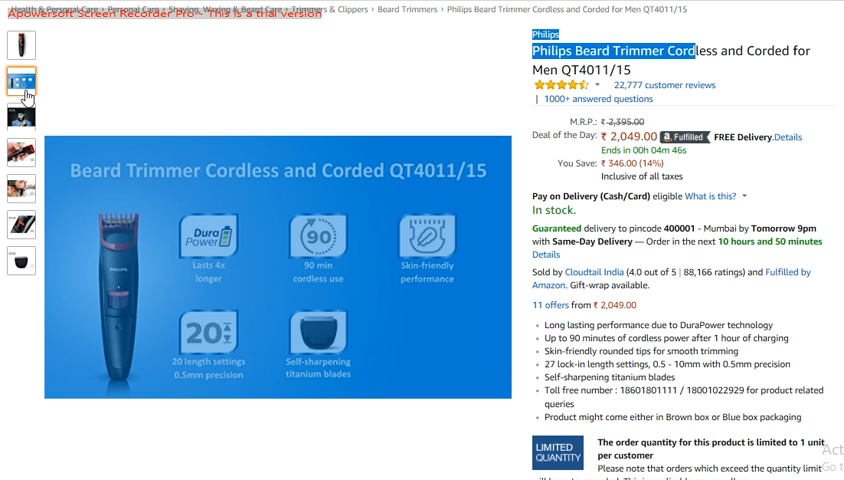 Health & Personal Care › Personal Care › Shaving, Waxing & Beard Care › Trimmers & Clippers › Beard Trimmers › Philips Beard Trimmer Cordless and Corded for Men QT4011/15
Apowersoft Screen Recorder Pro - This is a trial version
Beard Trimmer Cordless and Corded QT4011/15
Dura
Power
90
Lasts 4x
longer
90 min
cordless use
Skin-friendly
performance
20
20 length settings
0.5mm precision
Self-sharpening
titanium blades
PHILIPS
Philips
Philips Beard Trimmer Cordless and Corded for
Men QT4011/15
22,777 customer reviews
| 1000+ answered questions
M.R.P.: ₹ 2,395.00
Deal of the Day: ₹ 2,049.00 Fulfilled FREE Delivery.Details
Ends in 00h 04m 46s
You Save: ₹ 346.00 (14%)
Inclusive of all taxes
Pay on Delivery (Cash/Card) eligible What is this?
In stock.
Guaranteed delivery to pincode 400001 - Mumbai by Tomorrow 9pm
with Same-Day Delivery — Order in the next 10 hours and 50 minutes
Details
Sold by Cloudtail India (4.0 out of 5 | 88,166 ratings) and Fulfilled by
Amazon. Gift-wrap available.
11 offers from ₹ 2,049.00
Long lasting performance due to DuraPower technology
Up to 90 minutes of cordless power after 1 hour of charging
Skin-friendly rounded tips for smooth trimming
27 lock-in length settings, 0.5 - 10mm with 0.5mm precision
Self-sharpening titanium blades
Toll free number : 18601801111 / 18001022929 for product related
queries
Product might come either in Brown box or Blue box packaging
LIMITED
QUANTITY
The order quantity for this product is limited to 1 unit
per customer
Please note that orders which exceed the quantity limit
Act
Go t